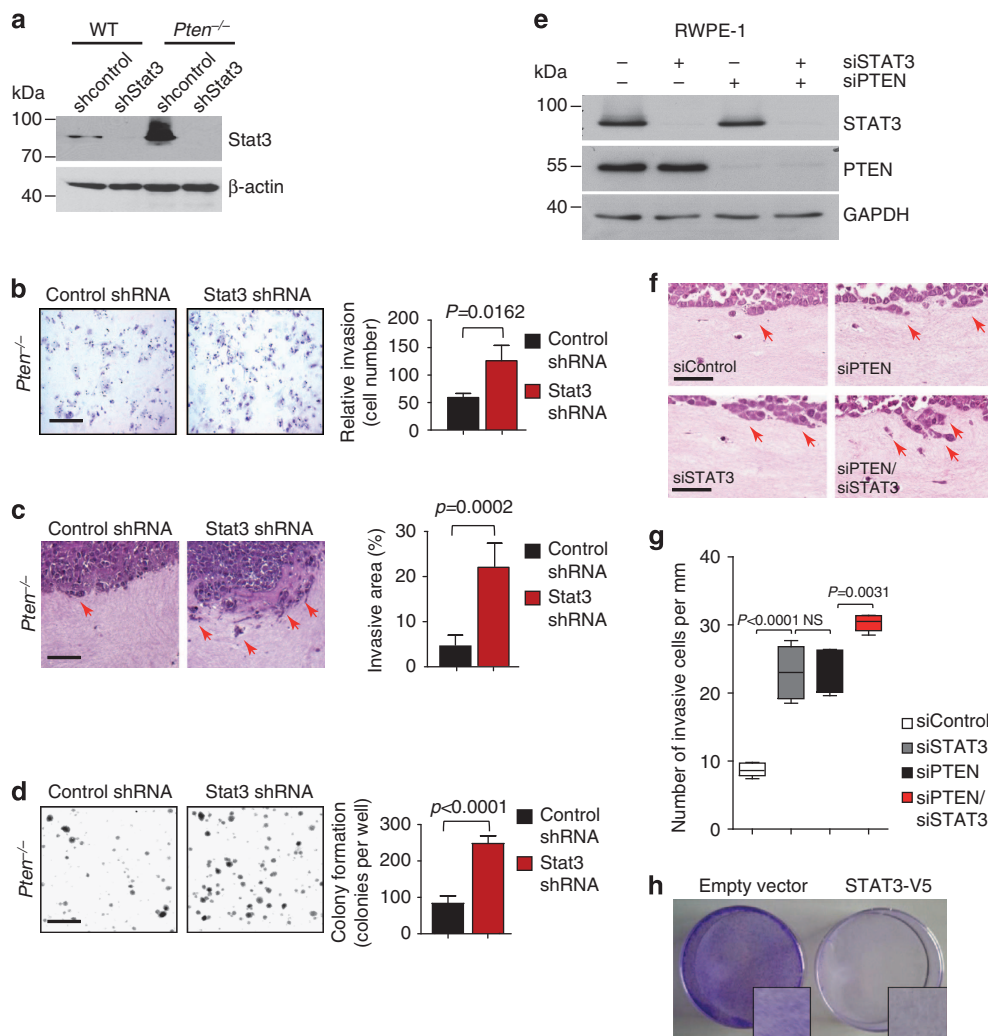 a
WT
Pten–/–
shcontrol
shStat3
shcontrol
shStat3
kDa
100
70
40
Stat3
β-actin
b
Control shRNA
Stat3 shRNA
Pten–/–
Relative invasion
(cell number)
200
150
100
50
0
P=0.0162
Control
shRNA
Stat3
shRNA
c
Control shRNA
Stat3 shRNA
Pten–/–
Invasive area (%)
30
20
10
0
p=0.0002
Control
shRNA
Stat3
shRNA
d
Control shRNA
Stat3 shRNA
Pten–/–
Colony formation
(colonies per well)
300
200
100
0
p<0.0001
Control
shRNA
Stat3
shRNA
e
RWPE-1
kDa
– + – + siSTAT3
– – + + siPTEN
100
55
40
STAT3
PTEN
GAPDH
f
siControl
siPTEN
siSTAT3
siPTEN/
siSTAT3
g
Number of invasive cells per mm
40
30
20
10
0
P<0.0001 NS
P=0.0031
siControl
siSTAT3
siPTEN
siPTEN/
siSTAT3
h
Empty vector
STAT3-V5